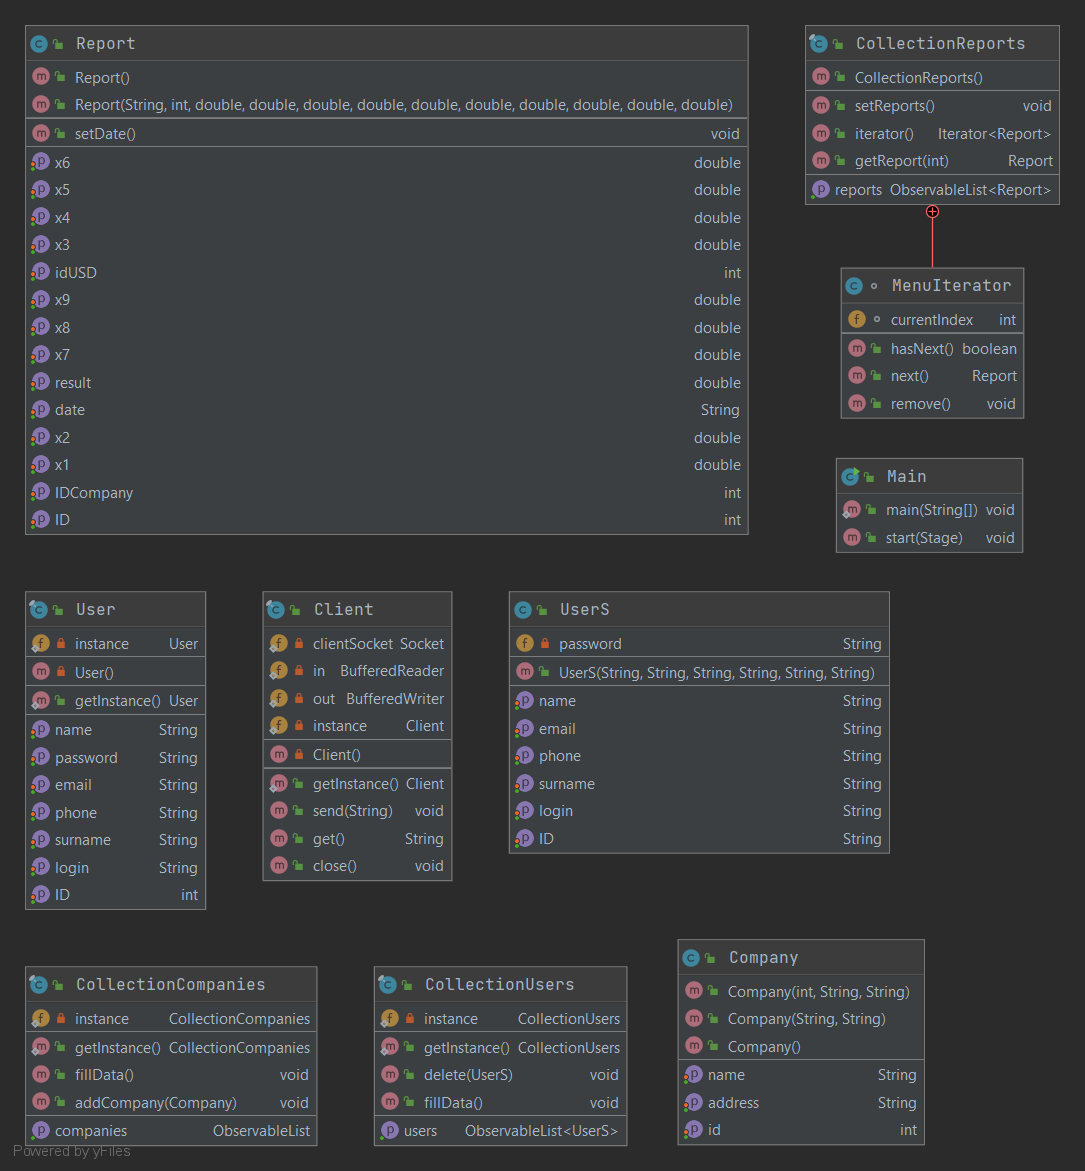 Report
Report()
Report(String, int, double, double, double, double, double, double, double, double, double, double)
setDate() void
x6 double
x5 double
x4 double
x3 double
idUSD int
x9 double
x8 double
x7 double
result double
date String
x2 double
x1 double
IDCompany int
ID int
CollectionReports
CollectionReports()
setReports() void
iterator() Iterator<Report>
getReport(int) Report
reports ObservableList<Report>
MenuIterator
currentIndex int
hasNext() boolean
next() Report
remove() void
Main
main(String[]) void
start(Stage) void
User
instance User
User()
getInstance() User
name String
password String
email String
phone String
surname String
login String
ID int
Client
clientSocket Socket
in BufferedReader
out BufferedWriter
instance Client
Client()
getInstance() Client
send(String) void
get() String
close() void
UserS
password String
UserS(String, String, String, String, String, String)
name String
email String
phone String
surname String
login String
ID String
CollectionCompanies
instance CollectionCompanies
getInstance() CollectionCompanies
fillData() void
addCompany(Company) void
companies ObservableList
CollectionUsers
instance CollectionUsers
getInstance() CollectionUsers
delete(UserS) void
fillData() void
users ObservableList<UserS>
Company
Company(int, String, String)
Company(String, String)
Company()
name String
address String
id int
Powered by yFiles